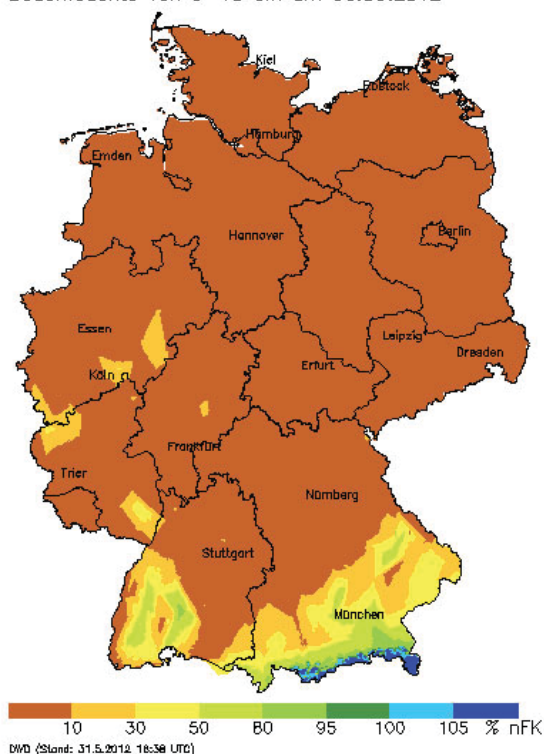 Kiel
Rostock
Hamburg
Emden
Hannover
Berlin
Essen
Leipzig
Dresden
Köln
Erfurt
Frankfurt
Trier
Nürnberg
Stuttgart
München
10 30 50 80 95 100 105 % nFK
DWD (Stand: 31.5.2012 18:38 UTC)